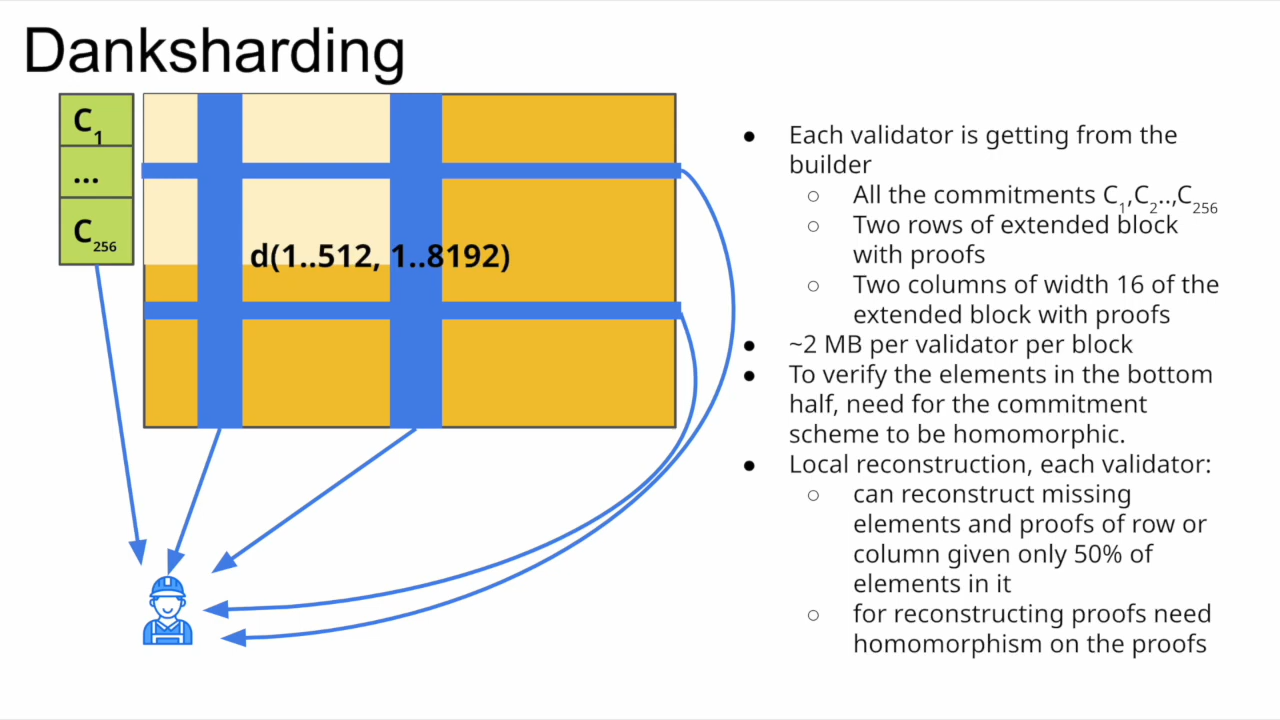 Danksharding
C1
...
C256
d(1..512, 1..8192)
● Each validator is getting from the
builder
○ All the commitments C1,C2..,C256
○ Two rows of extended block
with proofs
○ Two columns of width 16 of the
extended block with proofs
● ~2 MB per validator per block
● To verify the elements in the bottom
half, need for the commitment
scheme to be homomorphic.
● Local reconstruction, each validator:
○ can reconstruct missing
elements and proofs of row or
column given only 50% of
elements in it
○ for reconstructing proofs need
homomorphism on the proofs